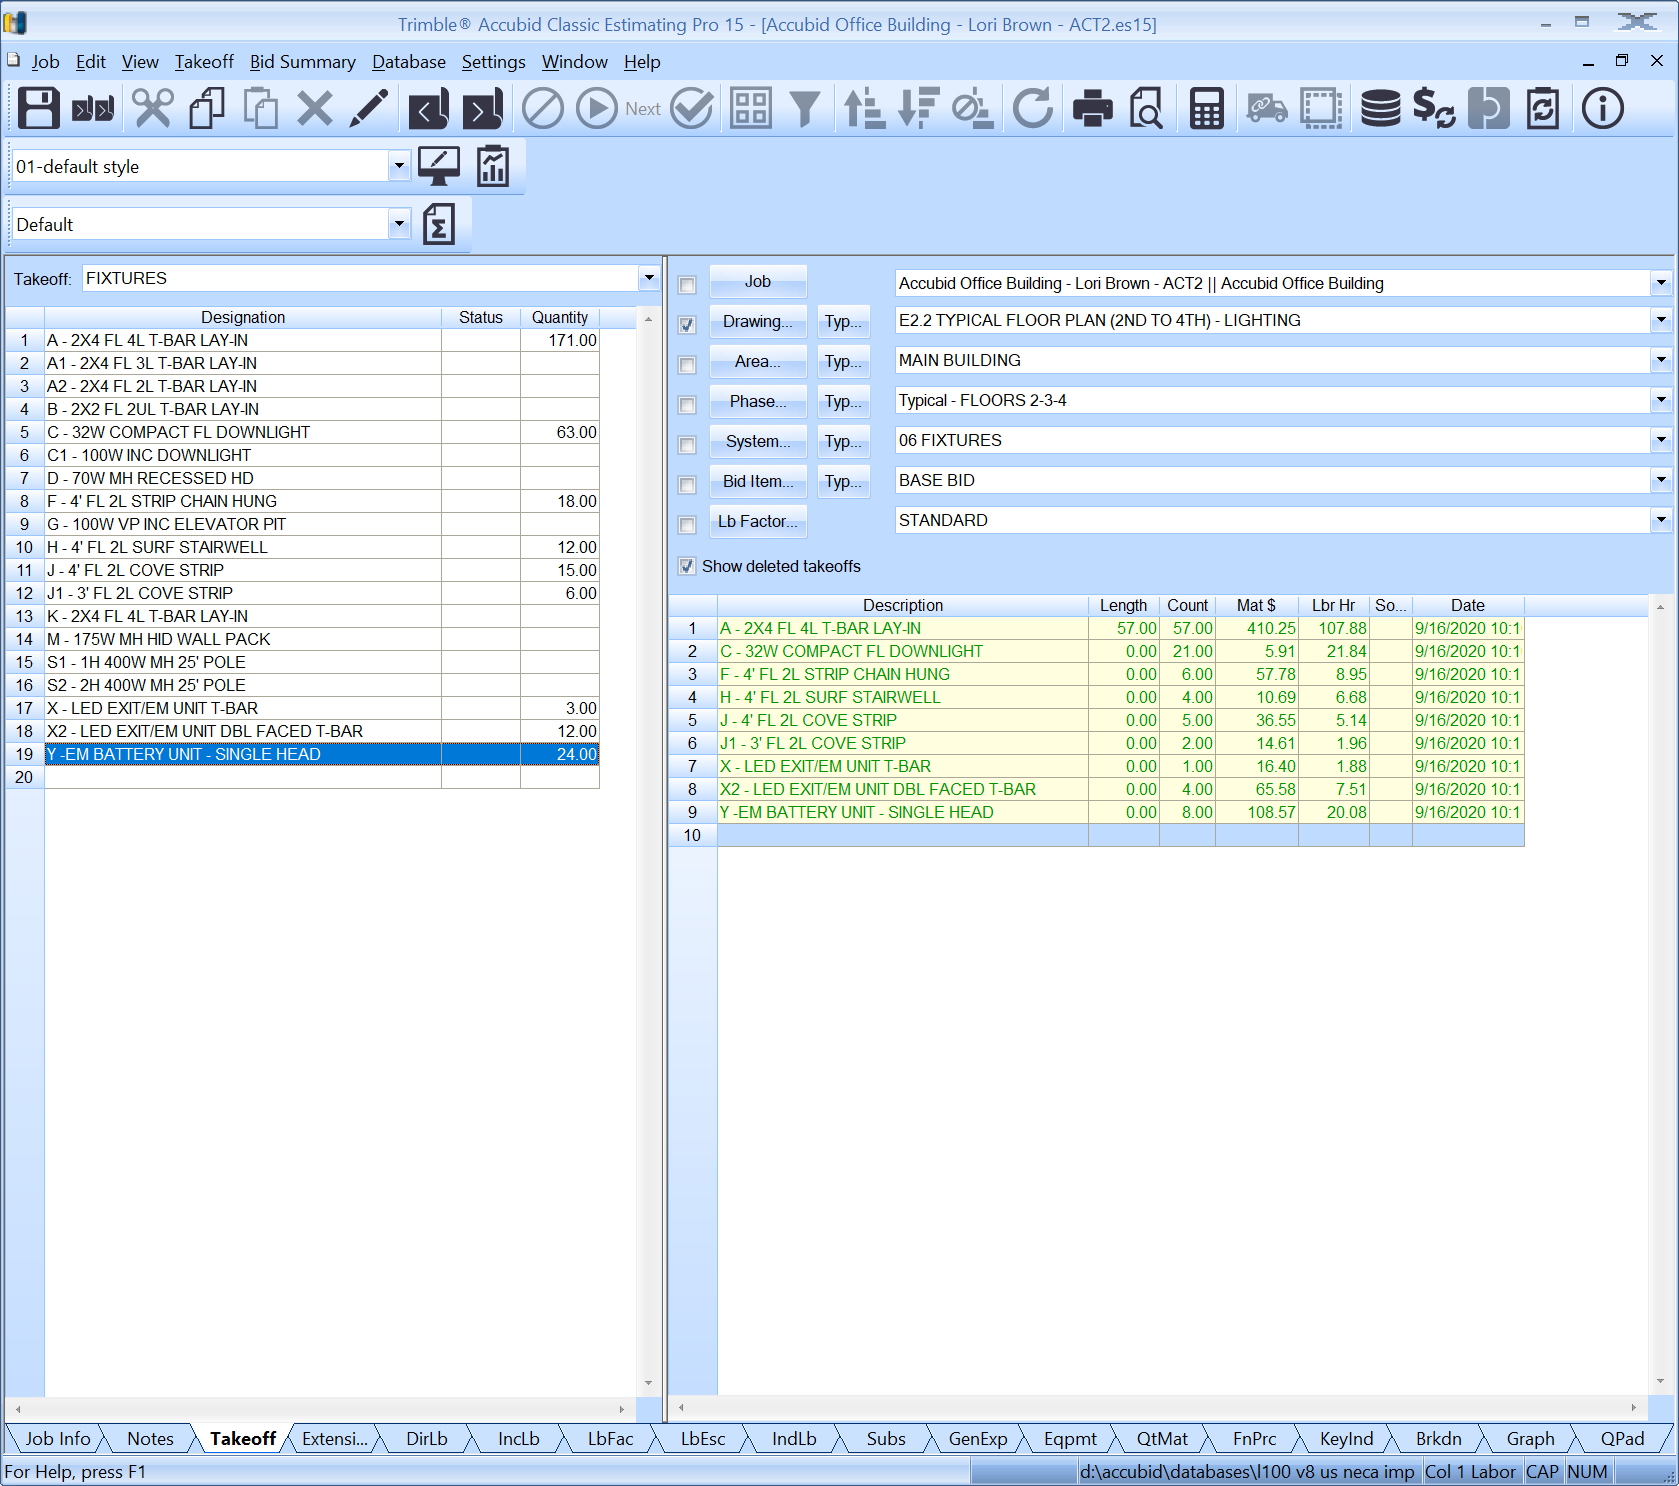 Trimble® Accubid Classic Estimating Pro 15 - [Accubid Office Building - Lori Brown - ACT2.es15]
Job Edit View Takeoff Bid Summary Database Settings Window Help
Next
01-default style
Default
Takeoff: FIXTURES
Designation Status Quantity
1 A - 2X4 FL 4L T-BAR LAY-IN 171.00
2 A1 - 2X4 FL 3L T-BAR LAY-IN
3 A2 - 2X4 FL 2L T-BAR LAY-IN
4 B - 2X2 FL 2UL T-BAR LAY-IN
5 C - 32W COMPACT FL DOWNLIGHT 63.00
6 C1 - 100W INC DOWNLIGHT
7 D - 70W MH RECESSED HD
8 F - 4' FL 2L STRIP CHAIN HUNG 18.00
9 G - 100W VP INC ELEVATOR PIT
10 H - 4' FL 2L SURF STAIRWELL 12.00
11 J - 4' FL 2L COVE STRIP 15.00
12 J1 - 3' FL 2L COVE STRIP 6.00
13 K - 2X4 FL 4L T-BAR LAY-IN
14 M - 175W MH HID WALL PACK
15 S1 - 1H 400W MH 25' POLE
16 S2 - 2H 400W MH 25' POLE
17 X - LED EXIT/EM UNIT T-BAR 3.00
18 X2 - LED EXIT/EM UNIT DBL FACED T-BAR 12.00
19 Y -EM BATTERY UNIT - SINGLE HEAD 24.00
20
Job Accubid Office Building - Lori Brown - ACT2 || Accubid Office Building
Drawing... Typ... E2.2 TYPICAL FLOOR PLAN (2ND TO 4TH) - LIGHTING
Area... Typ... MAIN BUILDING
Phase... Typ... Typical - FLOORS 2-3-4
System... Typ... 06 FIXTURES
Bid Item... Typ... BASE BID
Lb Factor... STANDARD
Show deleted takeoffs
Description Length Count Mat $ Lbr Hr So... Date
1 A - 2X4 FL 4L T-BAR LAY-IN 57.00 57.00 410.25 107.88 9/16/2020 10:1
2 C - 32W COMPACT FL DOWNLIGHT 0.00 21.00 5.91 21.84 9/16/2020 10:1
3 F - 4' FL 2L STRIP CHAIN HUNG 0.00 6.00 57.78 8.95 9/16/2020 10:1
4 H - 4' FL 2L SURF STAIRWELL 0.00 4.00 10.69 6.68 9/16/2020 10:1
5 J - 4' FL 2L COVE STRIP 0.00 5.00 36.55 5.14 9/16/2020 10:1
6 J1 - 3' FL 2L COVE STRIP 0.00 2.00 14.61 1.96 9/16/2020 10:1
7 X - LED EXIT/EM UNIT T-BAR 0.00 1.00 16.40 1.88 9/16/2020 10:1
8 X2 - LED EXIT/EM UNIT DBL FACED T-BAR 0.00 4.00 65.58 7.51 9/16/2020 10:1
9 Y -EM BATTERY UNIT - SINGLE HEAD 0.00 8.00 108.57 20.08 9/16/2020 10:1
10
Job Info Notes Takeoff Extensi... DirLb IncLb LbFac LbEsc IndLb Subs GenExp Eqpmt QtMat FnPrc KeyInd Brkdn Graph QPad
For Help, press F1 d:\accubid\databases\l100 v8 us neca imp Col 1 Labor CAP NUM